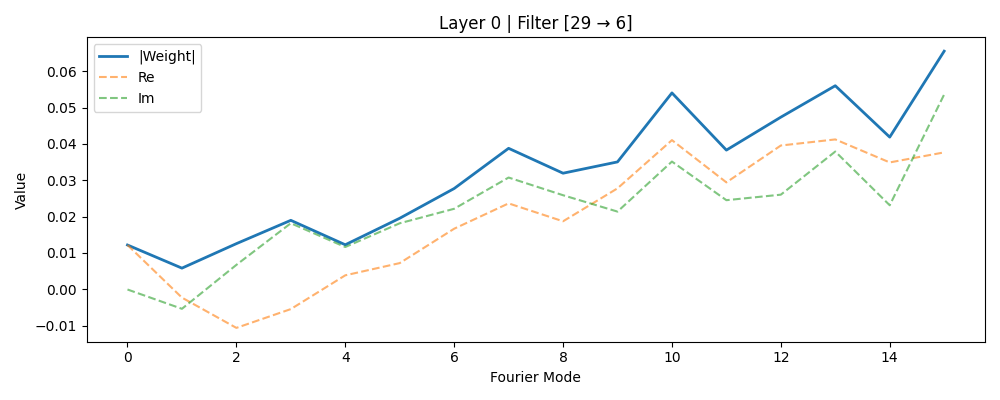 Layer 0 | Filter [29 → 6]
|Weight|
Re
Im
0.06
0.05
0.04
0.03
0.02
0.01
0.00
−0.01
Value
0 2 4 6 8 10 12 14
Fourier Mode